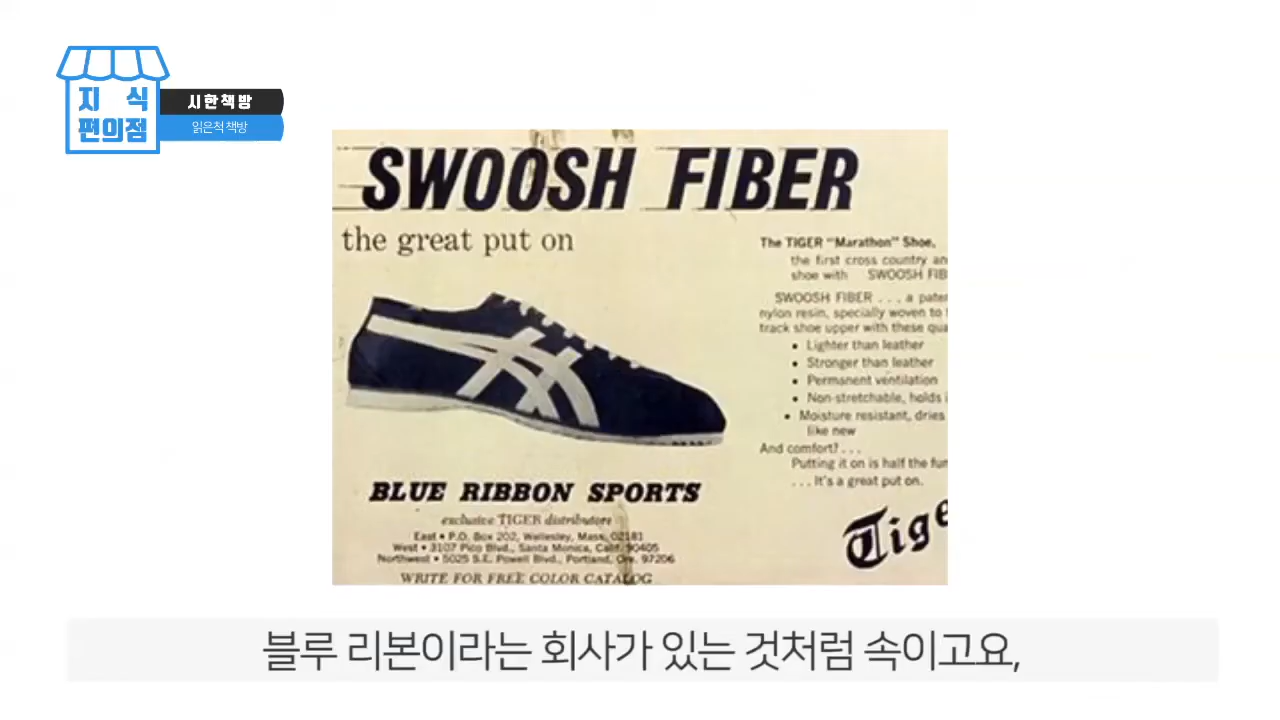 지 식
편의점
시한책방
읽은척 책방
SWOOSH FIBER
the great put on
The TIGER "Marathon" Shoe,
the first cross country an
shoe with SWOOSH FIB
SWOOSH FIBER . . . a pate
nylon resin, specially woven to
track shoe upper with these qua
• Lighter than leather
• Stronger than leather
• Permanent ventilation
• Non-stretchable, holds
• Moisture resistant, dries
like new
And comfort? . . .
Putting it on is half the fun
. . . It's a great put on.
Tige
BLUE RIBBON SPORTS
exclusive TIGER distributors
East • P.O. Box 202, Wellesley, Mass. 02181
West • 3107 Pico Blvd., Santa Monica, Calif. 90405
Northwest • 5025 S.E. Powell Blvd., Portland, Ore. 97206
WRITE FOR FREE COLOR CATALOG
블루 리본이라는 회사가 있는 것처럼 속이고요,